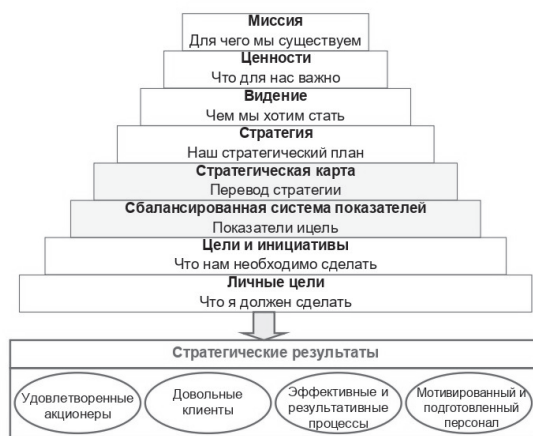 Миссия
Для чего мы существуем
Ценности
Что для нас важно
Видение
Чем мы хотим стать
Стратегия
Наш стратегический план
Стратегическая карта
Перевод стратегии
Сбалансированная система показателей
Показатели ицель
Цели и инициативы
Что нам необходимо сделать
Личные цели
Что я должен сделать
Стратегические результаты
Удовлетворенные
акционеры
Довольные
клиенты
Эффективные и
результативные
процессы
Мотивированный и
подготовленный
персонал